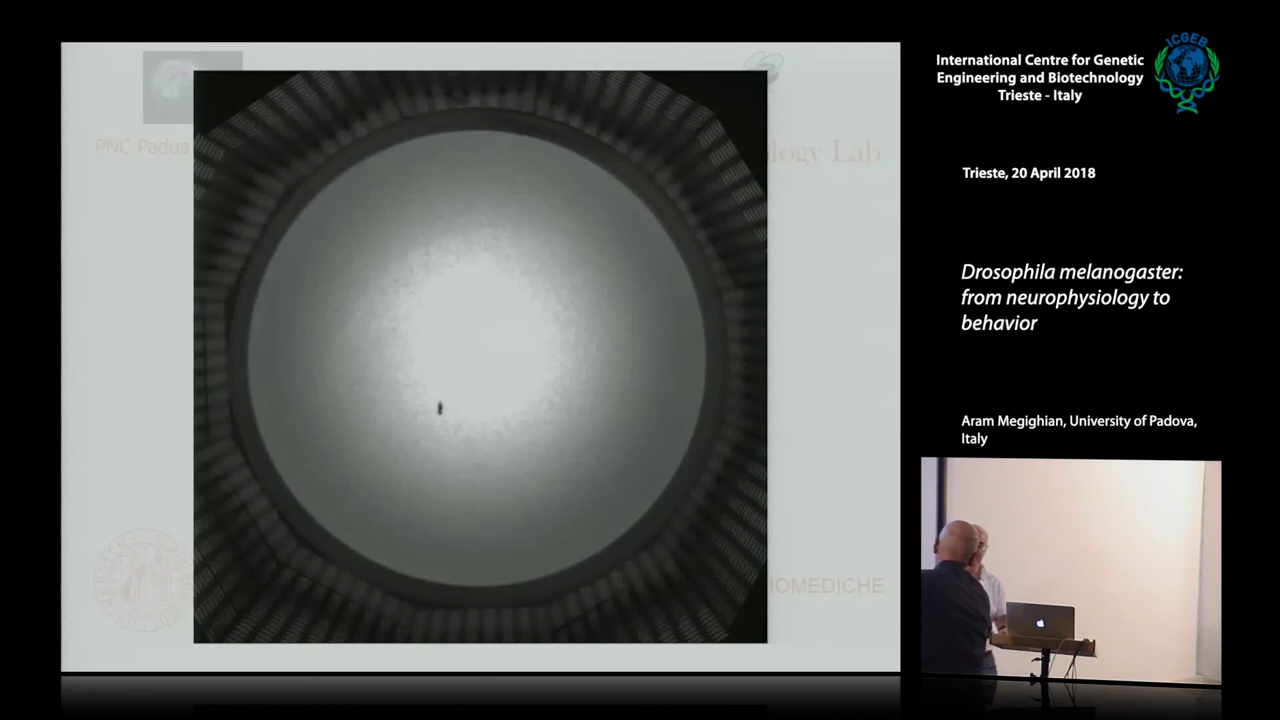 PNC Padua
logy Lab
IOMEDICHE
International Centre for Genetic
Engineering and Biotechnology
Trieste - Italy
ICGEB
Trieste, 20 April 2018
Drosophila melanogaster:
from neurophysiology to
behavior
Aram Megighian, University of Padova,
Italy